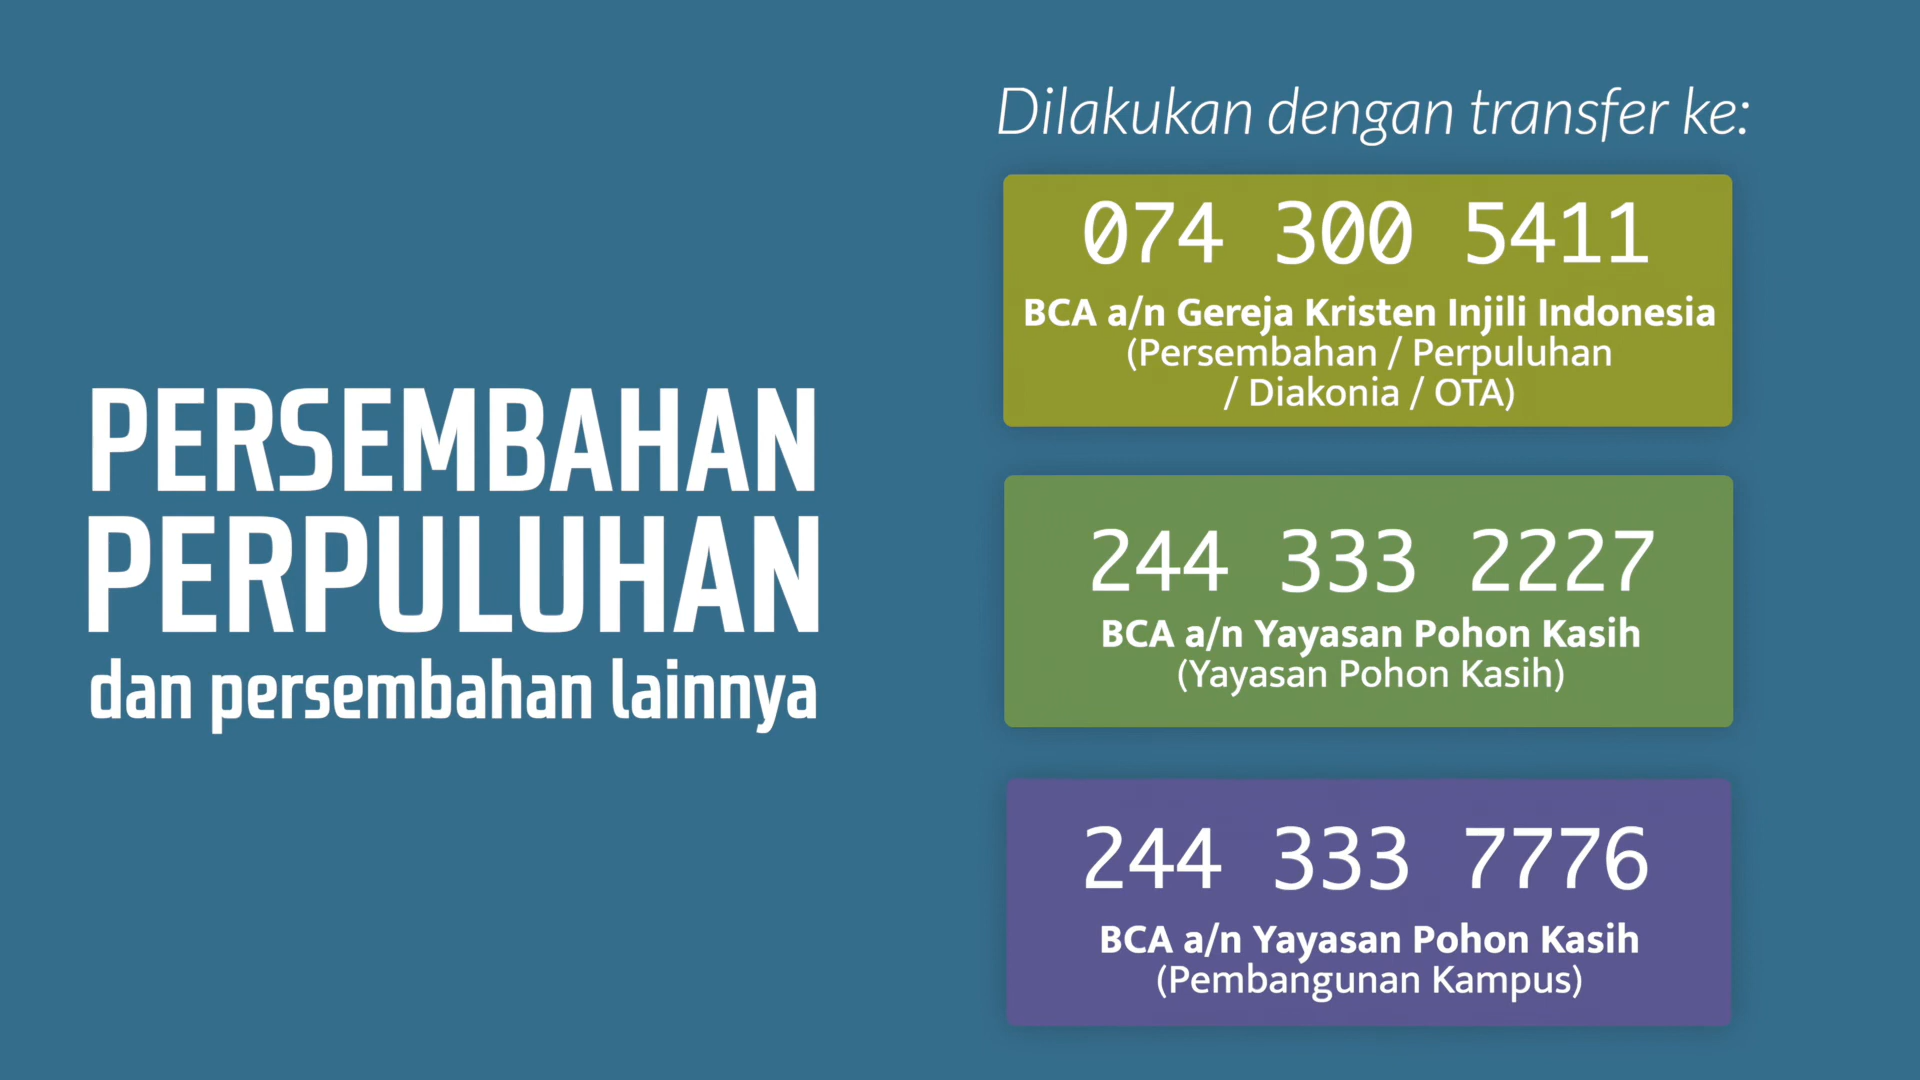 PERSEMBAHAN
PERPULUHAN
dan persembahan lainnya
Dilakukan dengan transfer ke:
074 300 5411
BCA a/n Gereja Kristen Injili Indonesia
(Persembahan / Perpuluhan
/ Diakonia / OTA)
244 333 2227
BCA a/n Yayasan Pohon Kasih
(Yayasan Pohon Kasih)
244 333 7776
BCA a/n Yayasan Pohon Kasih
(Pembangunan Kampus)